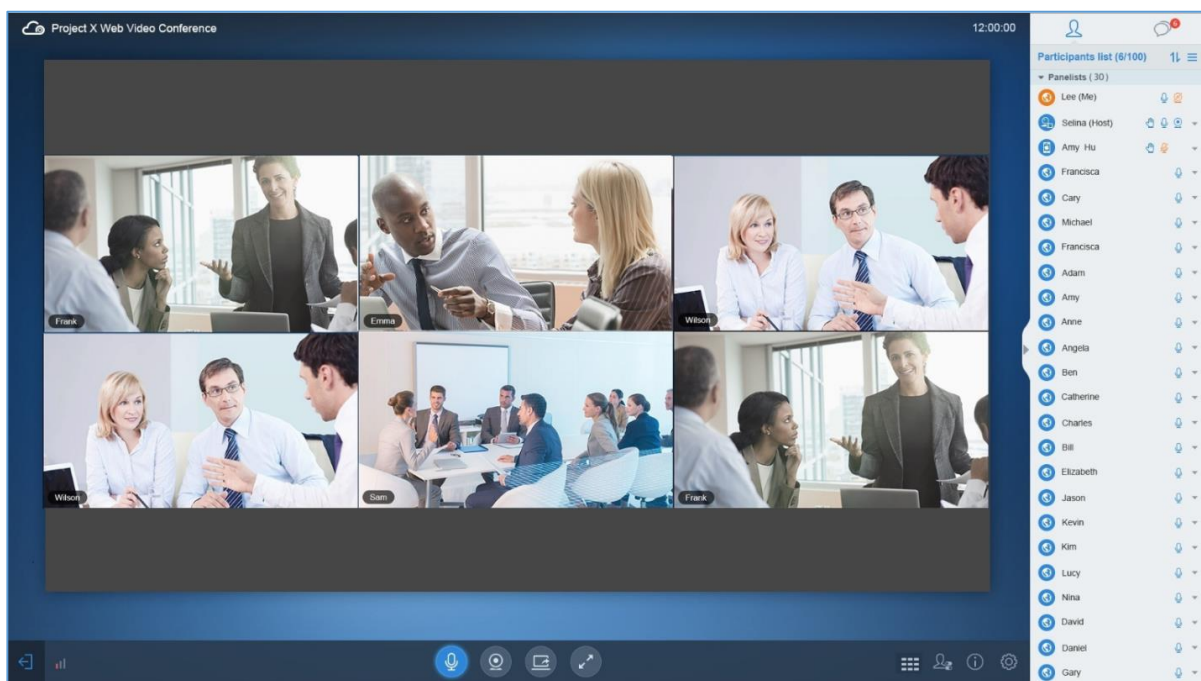 Project X Web Video Conference
12:00:00
6
Participants list (6/100)
Panelists (30)
Lee (Me)
Selina (Host)
Amy Hu
Francisca
Cary
Michael
Francisca
Adam
Amy
Anne
Angela
Ben
Catherine
Charles
Bill
Elizabeth
Jason
Kevin
Kim
Lucy
Nina
David
Daniel
Gary
Frank
Emma
Wilson
Wilson
Sam
Frank